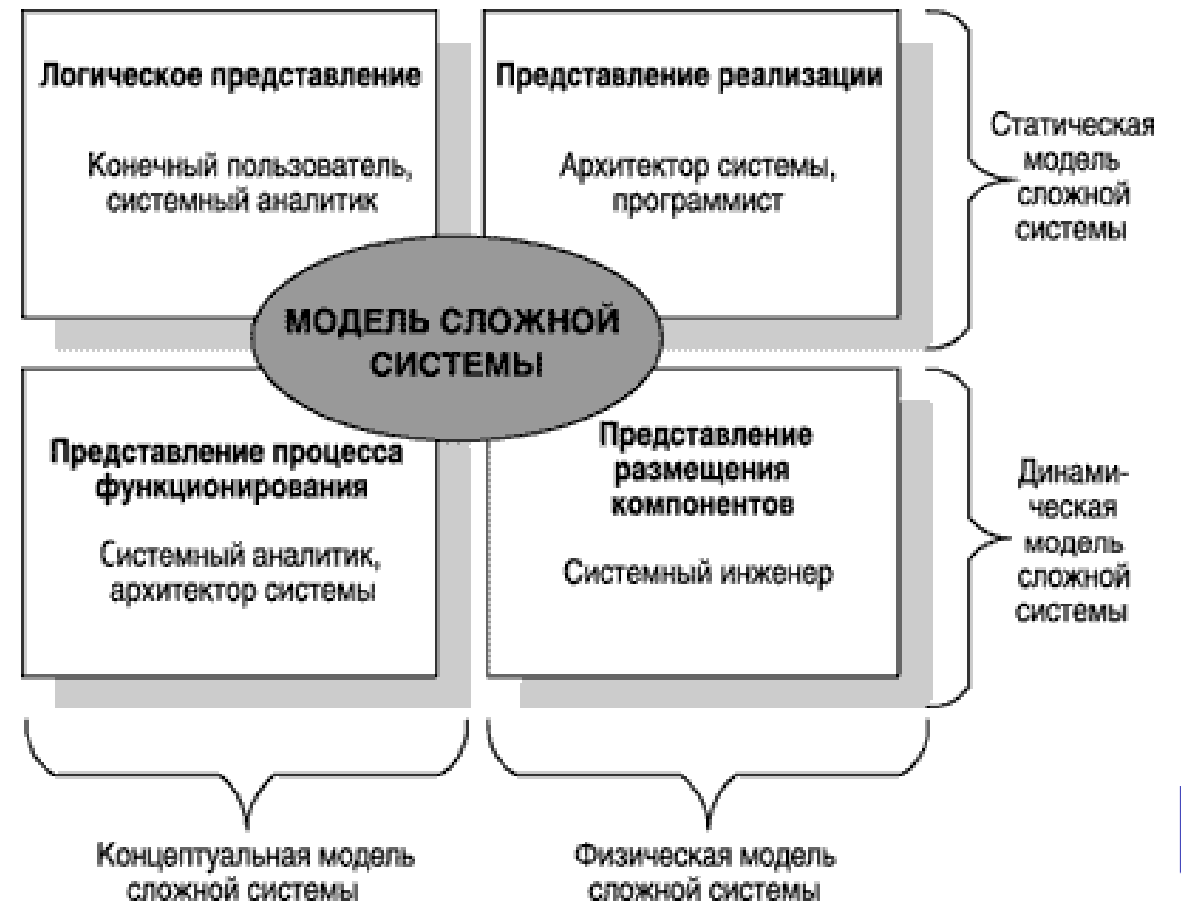 Логическое представление
Конечный пользователь,
системный аналитик
Представление реализации
Архитектор системы,
программист
Статическая
модель
сложной
системы
МОДЕЛЬ СЛОЖНОЙ
СИСТЕМЫ
Представление процесса
функционирования
Системный аналитик,
архитектор системы
Представление
размещения
компонентов
Системный инженер
Динами-
ческая
модель
сложной
системы
Концептуальная модель
сложной системы
Физическая модель
сложной системы